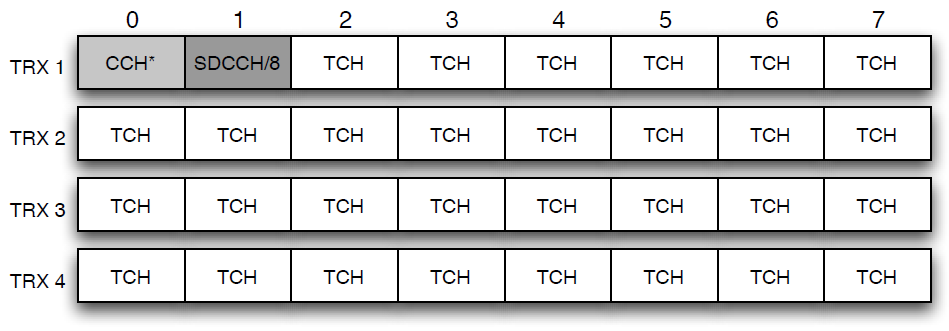 0 1 2 3 4 5 6 7
TRX 1 CCH* SDCCH/8 TCH TCH TCH TCH TCH TCH
TRX 2 TCH TCH TCH TCH TCH TCH TCH TCH
TRX 3 TCH TCH TCH TCH TCH TCH TCH TCH
TRX 4 TCH TCH TCH TCH TCH TCH TCH TCH